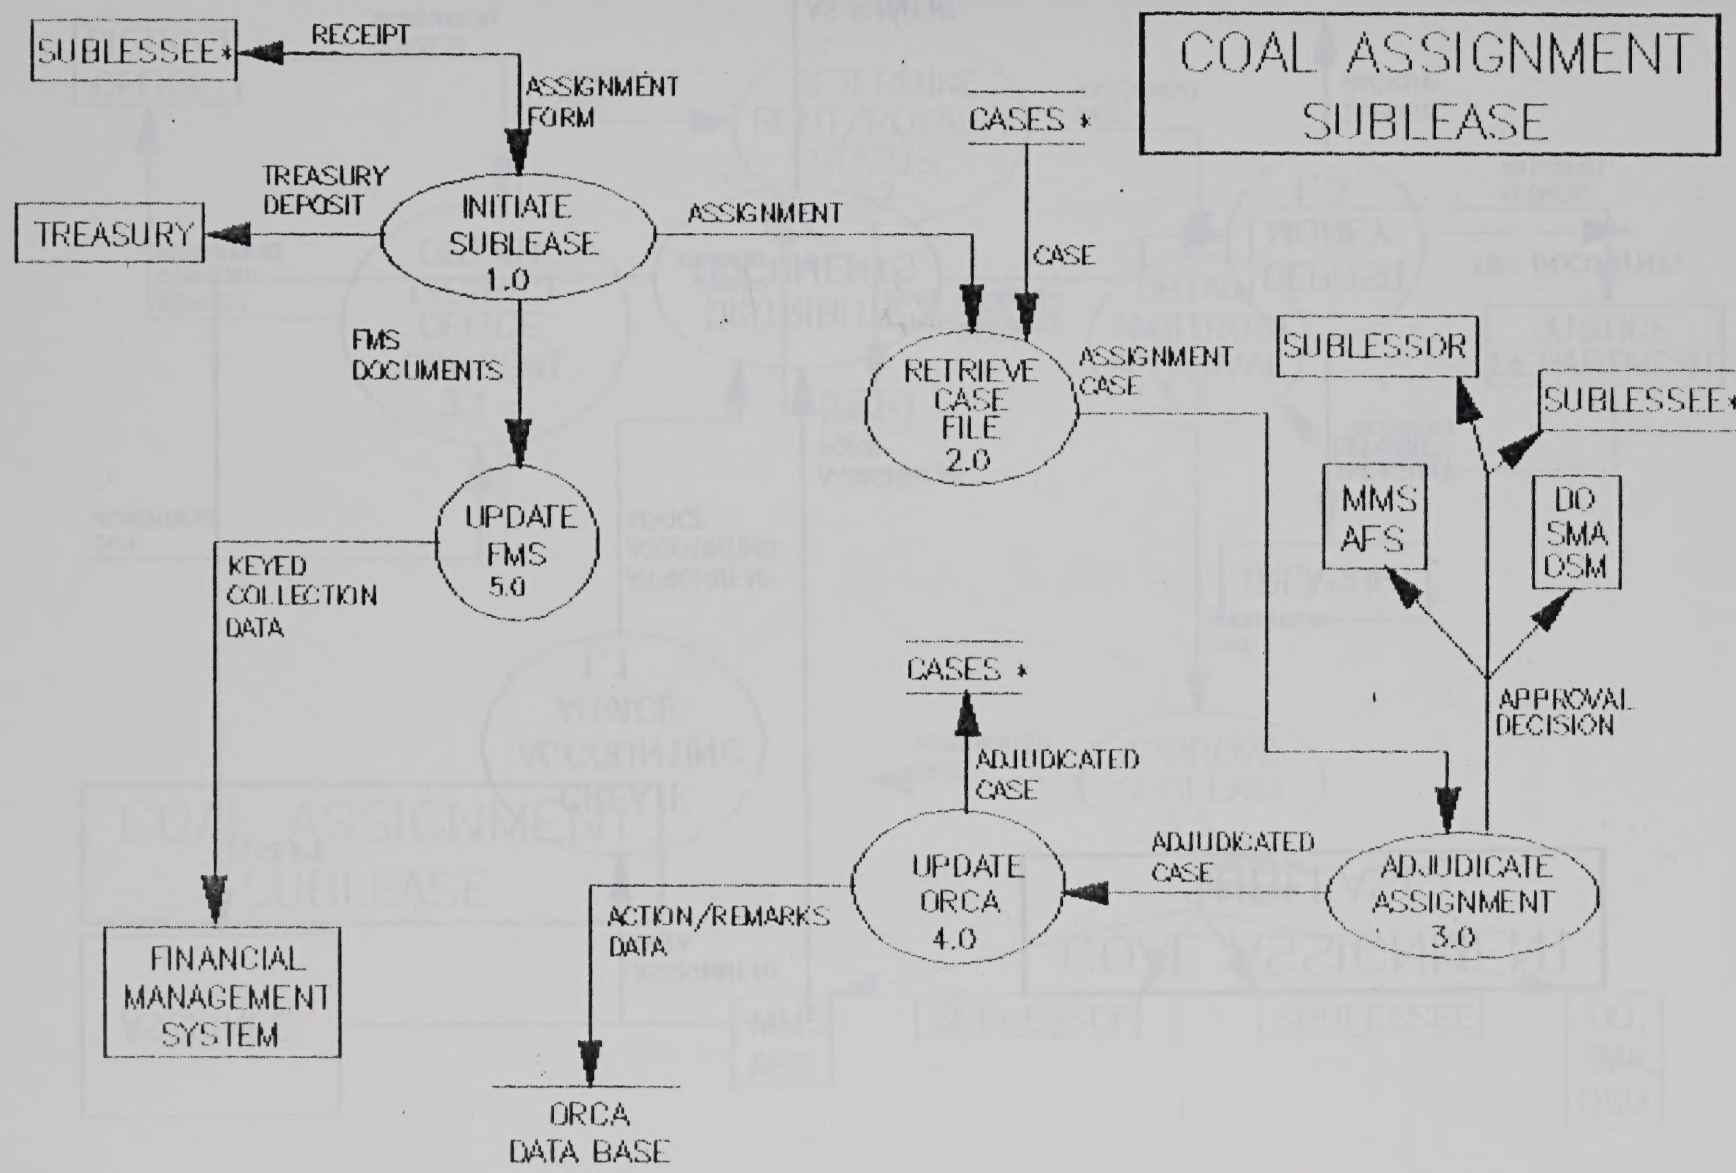 COAL ASSIGNMENT
SUBLEASE
SUBLESSEE*
RECEIPT
ASSIGNMENT
FORM
CASES *
TREASURY
DEPOSIT
TREASURY
INITIATE
SUBLEASE
1.0
ASSIGNMENT
CASE
FMS
DOCUMENTS
RETRIEVE
CASE
FILE
2.0
ASSIGNMENT
CASE
SUBLESSOR
SUBLESSEE*
MMS
AFS
DO
SMA
OSM
UPDATE
FMS
5.0
KEYED
COLLECTION
DATA
CASES *
APPROVAL
DECISION
ADJUDICATED
CASE
UPDATE
ORCA
4.0
ADJUDICATED
CASE
ADJUDICATE
ASSIGNMENT
3.0
ACTION/REMARKS
DATA
FINANCIAL
MANAGEMENT
SYSTEM
ORCA
DATA BASE